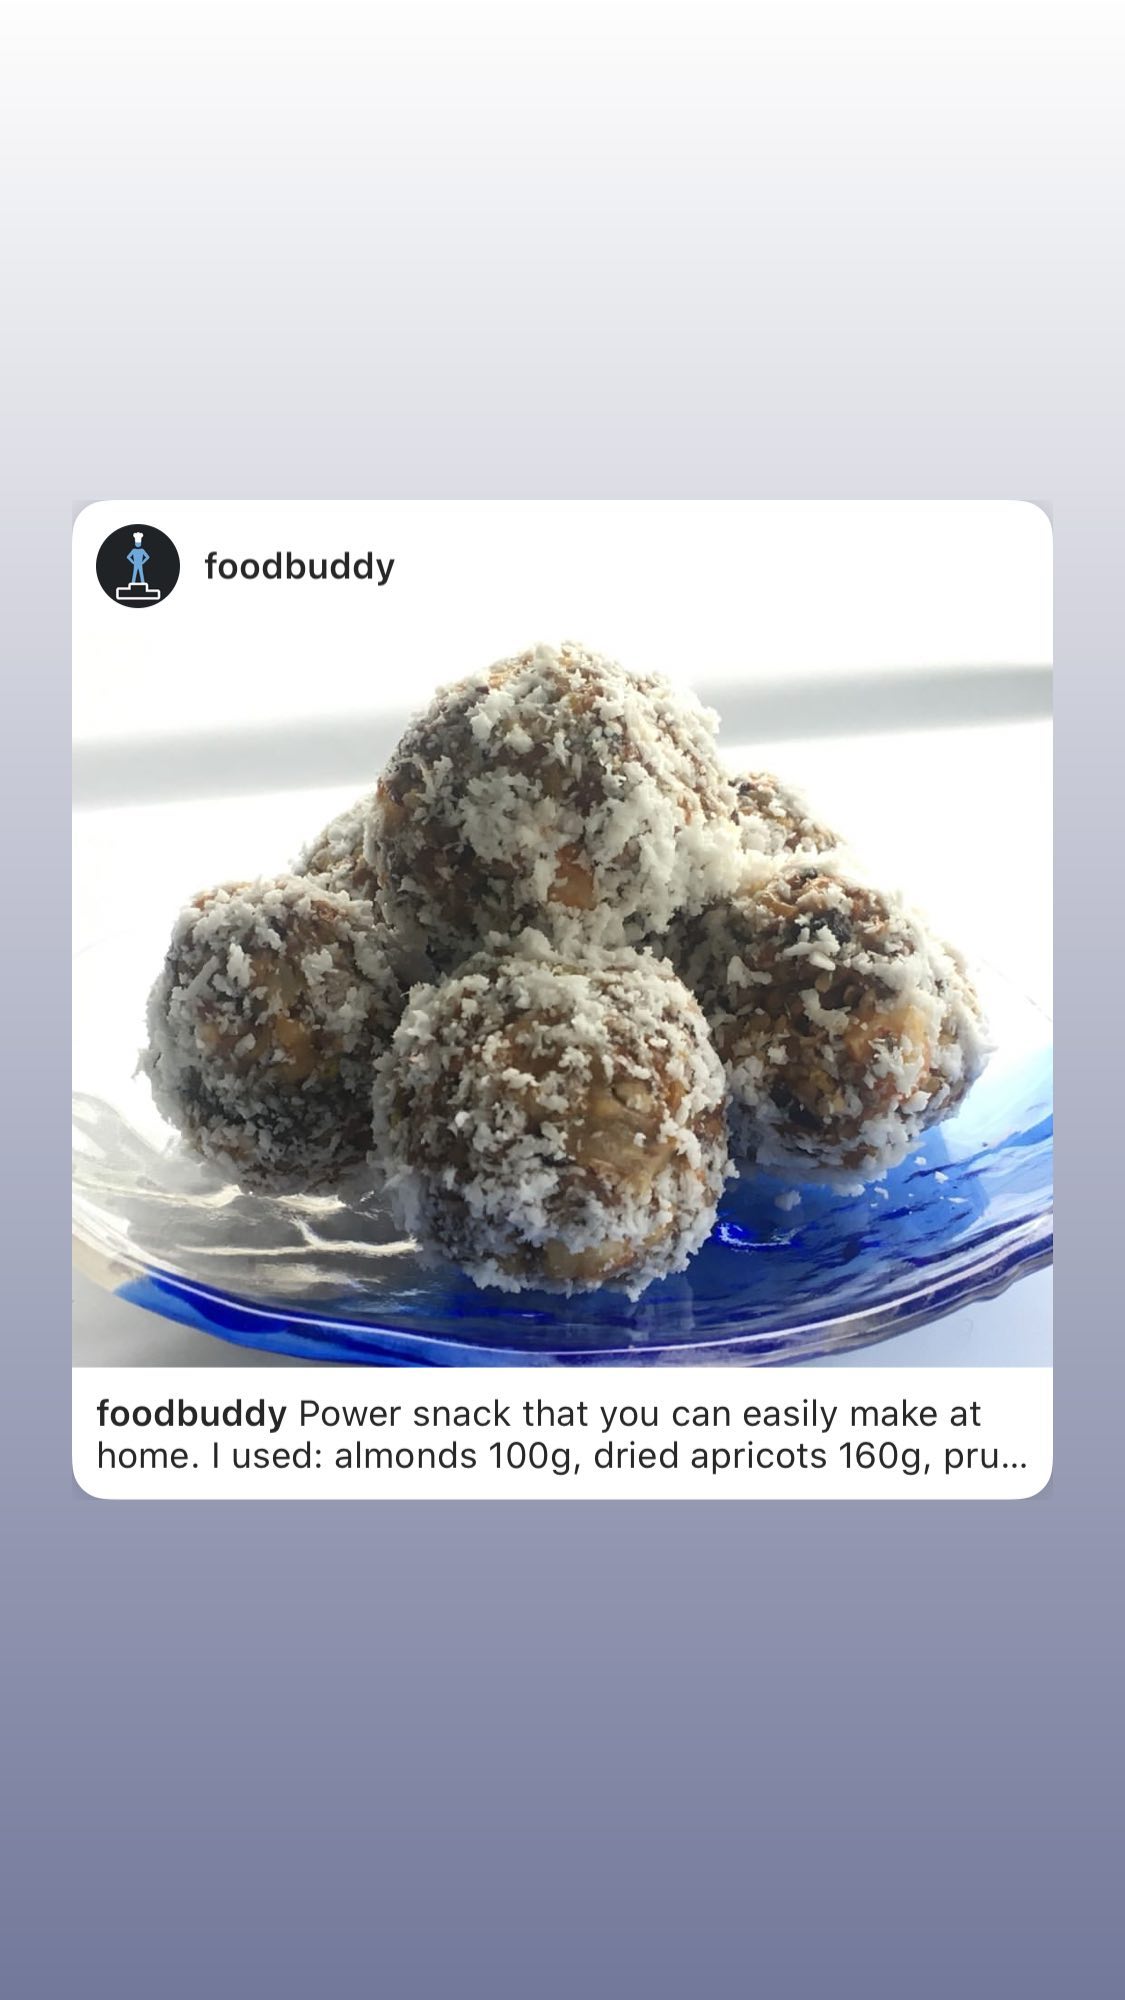 foodbuddy
foodbuddy Power snack that you can easily make at
home. I used: almonds 100g, dried apricots 160g, pru...